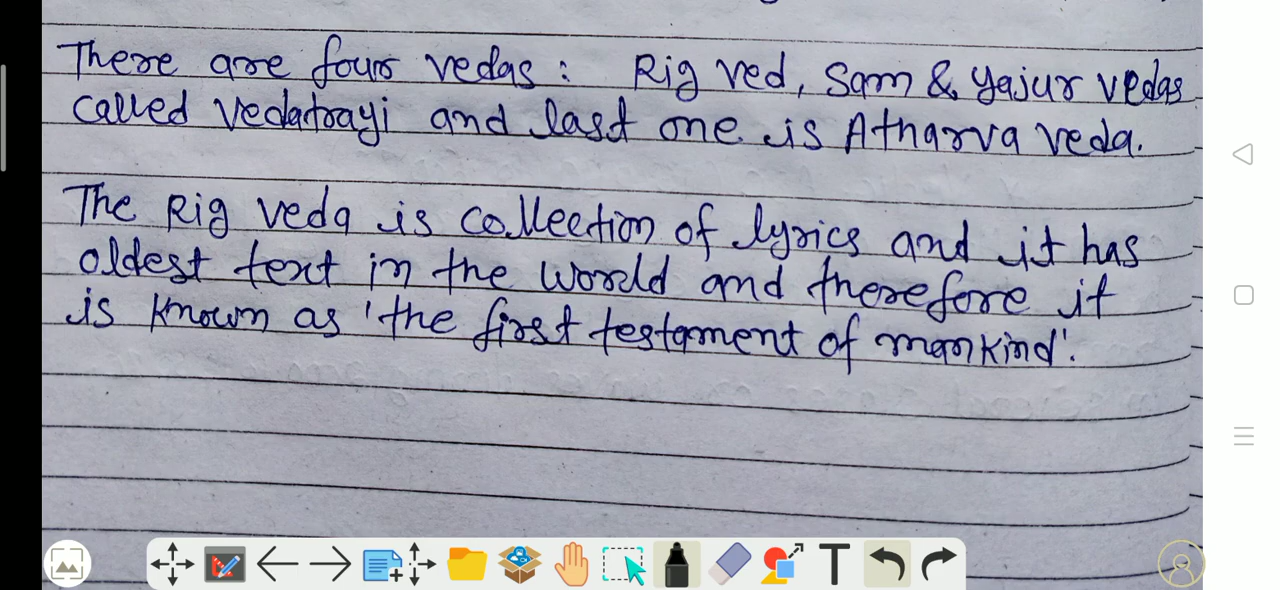 There are four vedas : Rig ved, Sam & Yajur vedas
called Vedatrayi and last one is Atharva veda.
The Rig veda is collection of lyrics and it has
oldest text in the world and therefore it
is known as 'the first testament of mankind'.
T